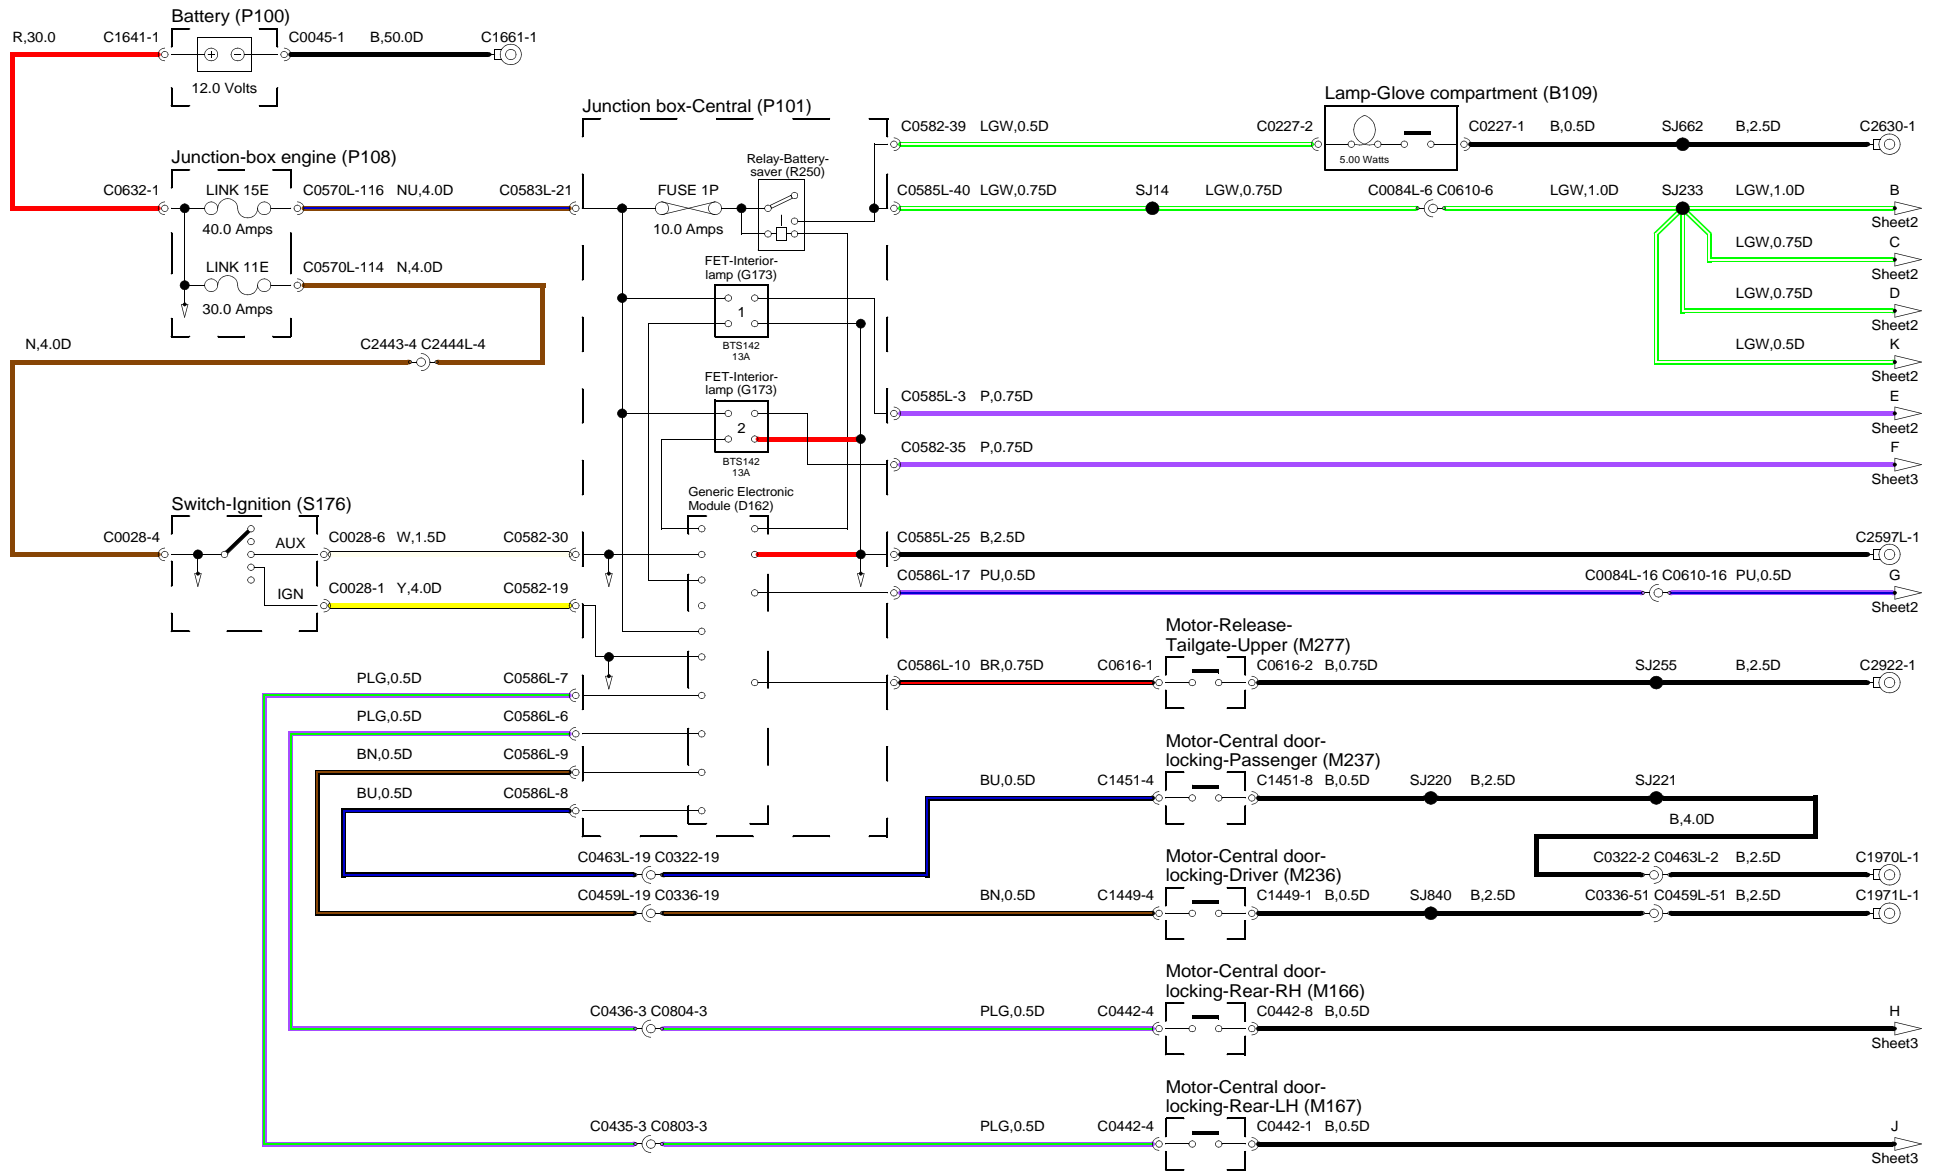 Battery (P100)
R,30.0 C1641-1 C0045-1 B,50.0D C1661-1
12.0 Volts
Junction box-Central (P101)
Lamp-Glove compartment (B109)
C0582-39 LGW,0.5D C0227-2 C0227-1 B,0.5D SJ662 B,2.5D C2630-1
5.00 Watts
Junction-box engine (P108)
Relay-Battery-
saver (R250)
C0632-1 LINK 15E C0570L-116 NU,4.0D C0583L-21 FUSE 1P C0585L-40 LGW,0.75D SJ14 LGW,0.75D C0084L-6 C0610-6 LGW,1.0D SJ233 LGW,1.0D B
40.0 Amps 10.0 Amps Sheet2
LGW,0.75D C
Sheet2
LINK 11E C0570L-114 N,4.0D
FET-Interior-
lamp (G173)
30.0 Amps
1
LGW,0.75D D
Sheet2
BTS142
13A
N,4.0D C2443-4 C2444L-4
LGW,0.5D K
Sheet2
FET-Interior-
lamp (G173)
C0585L-3 P,0.75D E
Sheet2
2
BTS142
13A
C0582-35 P,0.75D F
Sheet3
Generic Electronic
Module (D162)
Switch-Ignition (S176)
C0028-4 AUX C0028-6 W,1.5D C0582-30 C0585L-25 B,2.5D C2597L-1
IGN C0028-1 Y,4.0D C0582-19
C0586L-17 PU,0.5D C0084L-16 C0610-16 PU,0.5D G
Sheet2
Motor-Release-
Tailgate-Upper (M277)
C0586L-10 BR,0.75D C0616-1 C0616-2 B,0.75D SJ255 B,2.5D C2922-1
PLG,0.5D C0586L-7
PLG,0.5D C0586L-6
BN,0.5D C0586L-9
BU,0.5D C0586L-8
Motor-Central door-
locking-Passenger (M237)
BU,0.5D C1451-4 C1451-8 B,0.5D SJ220 B,2.5D SJ221
B,4.0D
C0463L-19 C0322-19 C0322-2 C0463L-2 B,2.5D C1970L-1
Motor-Central door-
locking-Driver (M236)
C0459L-19 C0336-19 BN,0.5D C1449-4 C1449-1 B,0.5D SJ840 B,2.5D C0336-51 C0459L-51 B,2.5D C1971L-1
Motor-Central door-
locking-Rear-RH (M166)
C0436-3 C0804-3 PLG,0.5D C0442-4 C0442-8 B,0.5D H
Sheet3
Motor-Central door-
locking-Rear-LH (M167)
C0435-3 C0803-3 PLG,0.5D C0442-4 C0442-1 B,0.5D J
Sheet3